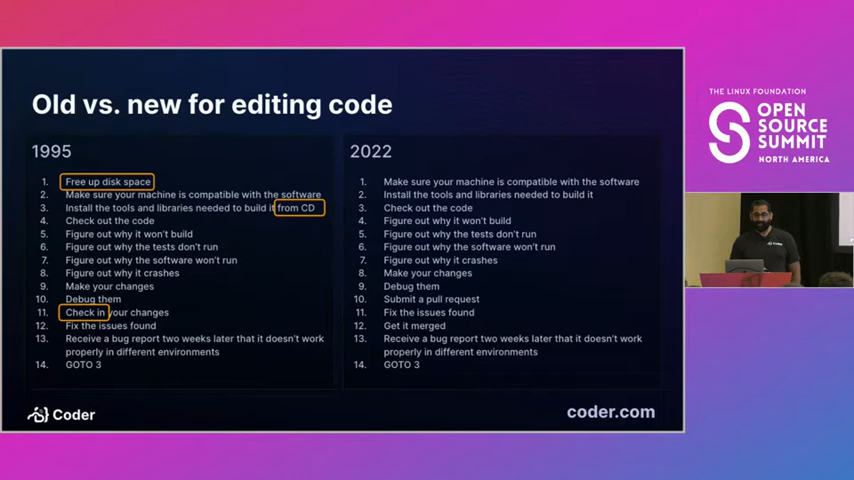 Old vs. new for editing code
1995
1. Free up disk space
2. Make sure your machine is compatible with the software
3. Install the tools and libraries needed to build it from CD
4. Check out the code
5. Figure out why it won't build
6. Figure out why the tests don't run
7. Figure out why the software won't run
8. Figure out why it crashes
9. Make your changes
10. Debug them
11. Check in your changes
12. Fix the issues found
13. Receive a bug report two weeks later that it doesn't work
properly in different environments
14. GOTO 3
2022
1. Make sure your machine is compatible with the software
2. Install the tools and libraries needed to build it
3. Check out the code
4. Figure out why it won't build
5. Figure out why the tests don't run
6. Figure out why the software won't run
7. Figure out why it crashes
8. Make your changes
9. Debug them
10. Submit a pull request
11. Fix the issues found
12. Get it merged
13. Receive a bug report two weeks later that it doesn't work
properly in different environments
14. GOTO 3
Coder
coder.com
THE LINUX FOUNDATION
OPEN
SOURCE
SUMMIT
NORTH AMERICA